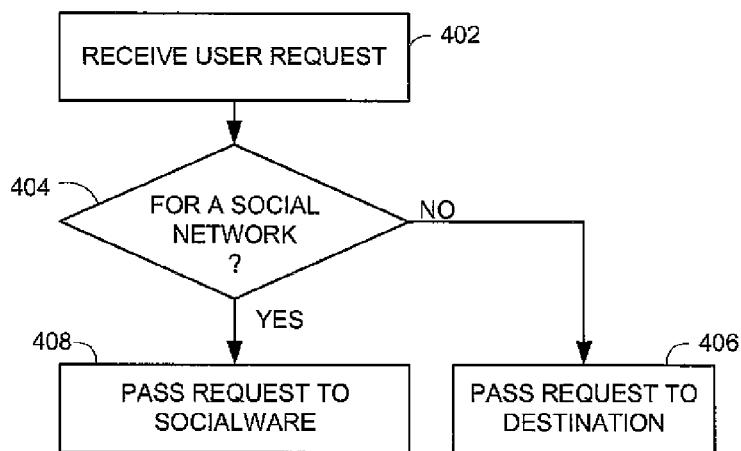 RECEIVE USER REQUEST
402
404
FOR A SOCIAL
NETWORK
?
NO
YES
408
PASS REQUEST TO
SOCIALWARE
406
PASS REQUEST TO
DESTINATION